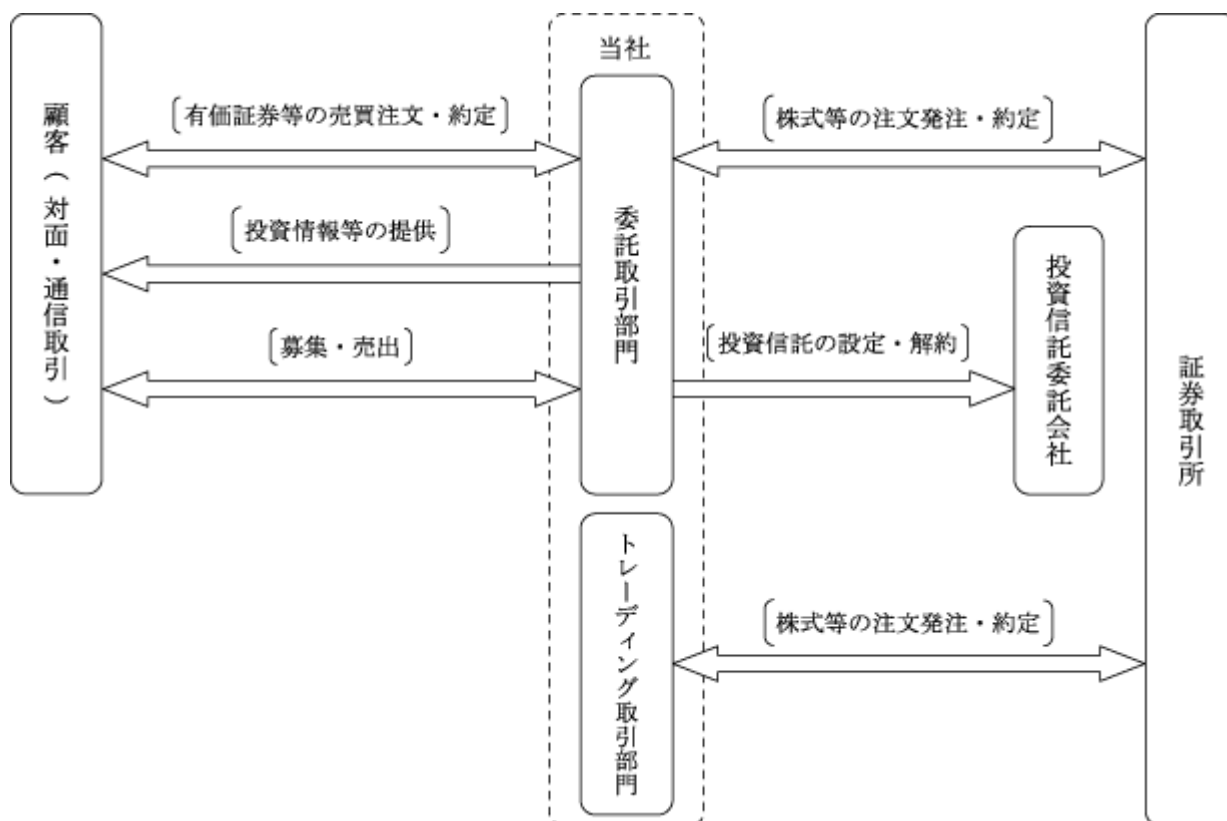 当社
顧客（対面・通信取引）
有価証券等の売買注文・約定
株式等の注文発注・約定
投資情報等の提供
委託取引部門
募集・売出
投資信託の設定・解約
投資信託委託会社
証券取引所
トレーディング取引部門
株式等の注文発注・約定